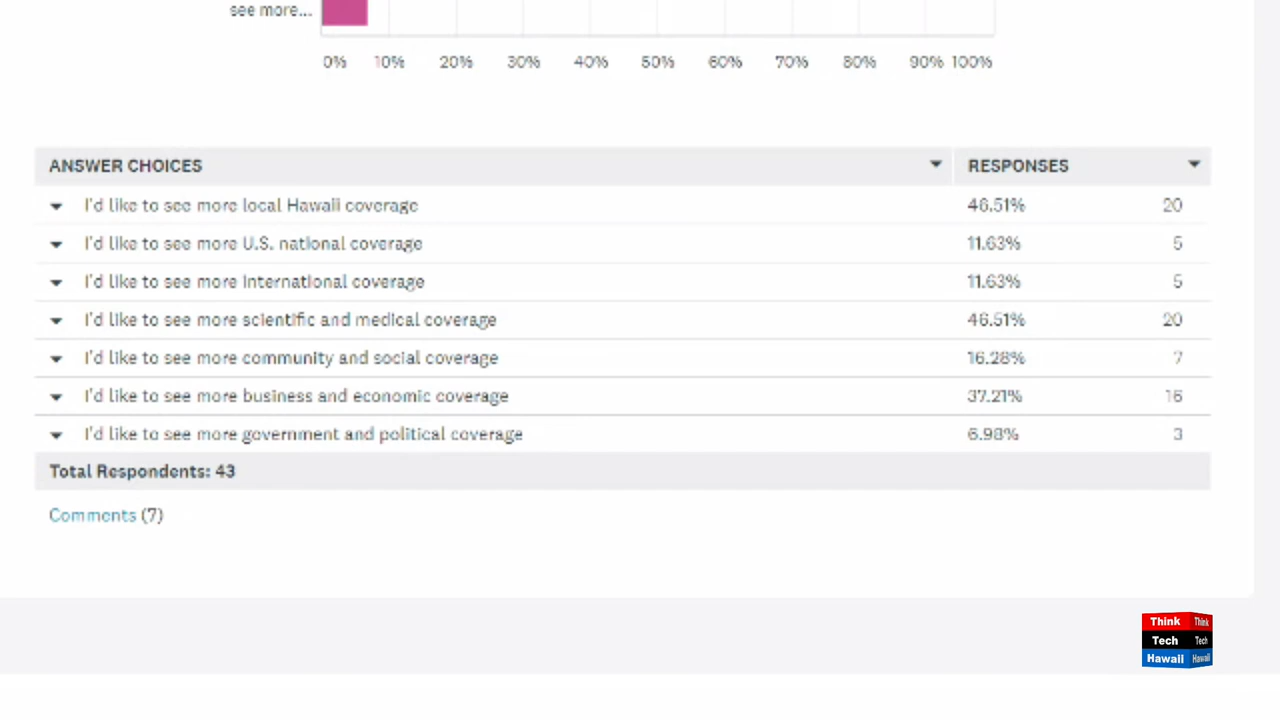 see more...
0% 10% 20% 30% 40% 50% 60% 70% 80% 90% 100%
ANSWER CHOICES RESPONSES
I'd like to see more local Hawaii coverage 46.51% 20
I'd like to see more U.S. national coverage 11.63% 5
I'd like to see more international coverage 11.63% 5
I'd like to see more scientific and medical coverage 46.51% 20
I'd like to see more community and social coverage 16.28% 7
I'd like to see more business and economic coverage 37.21% 16
I'd like to see more government and political coverage 6.98% 3
Total Respondents: 43
Comments (7)
Think Think
Tech Tech
Hawaii Hawaii